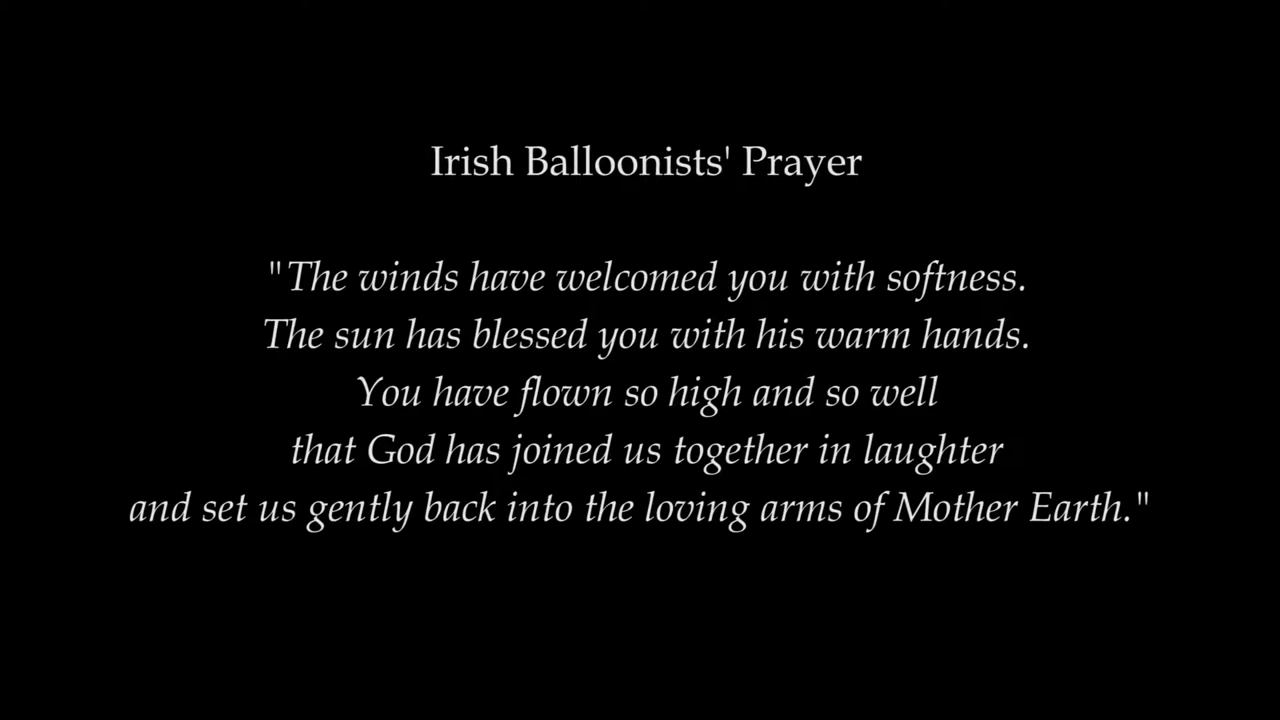 Irish Balloonists' Prayer
"The winds have welcomed you with softness.
The sun has blessed you with his warm hands.
You have flown so high and so well
that God has joined us together in laughter
and set us gently back into the loving arms of Mother Earth."